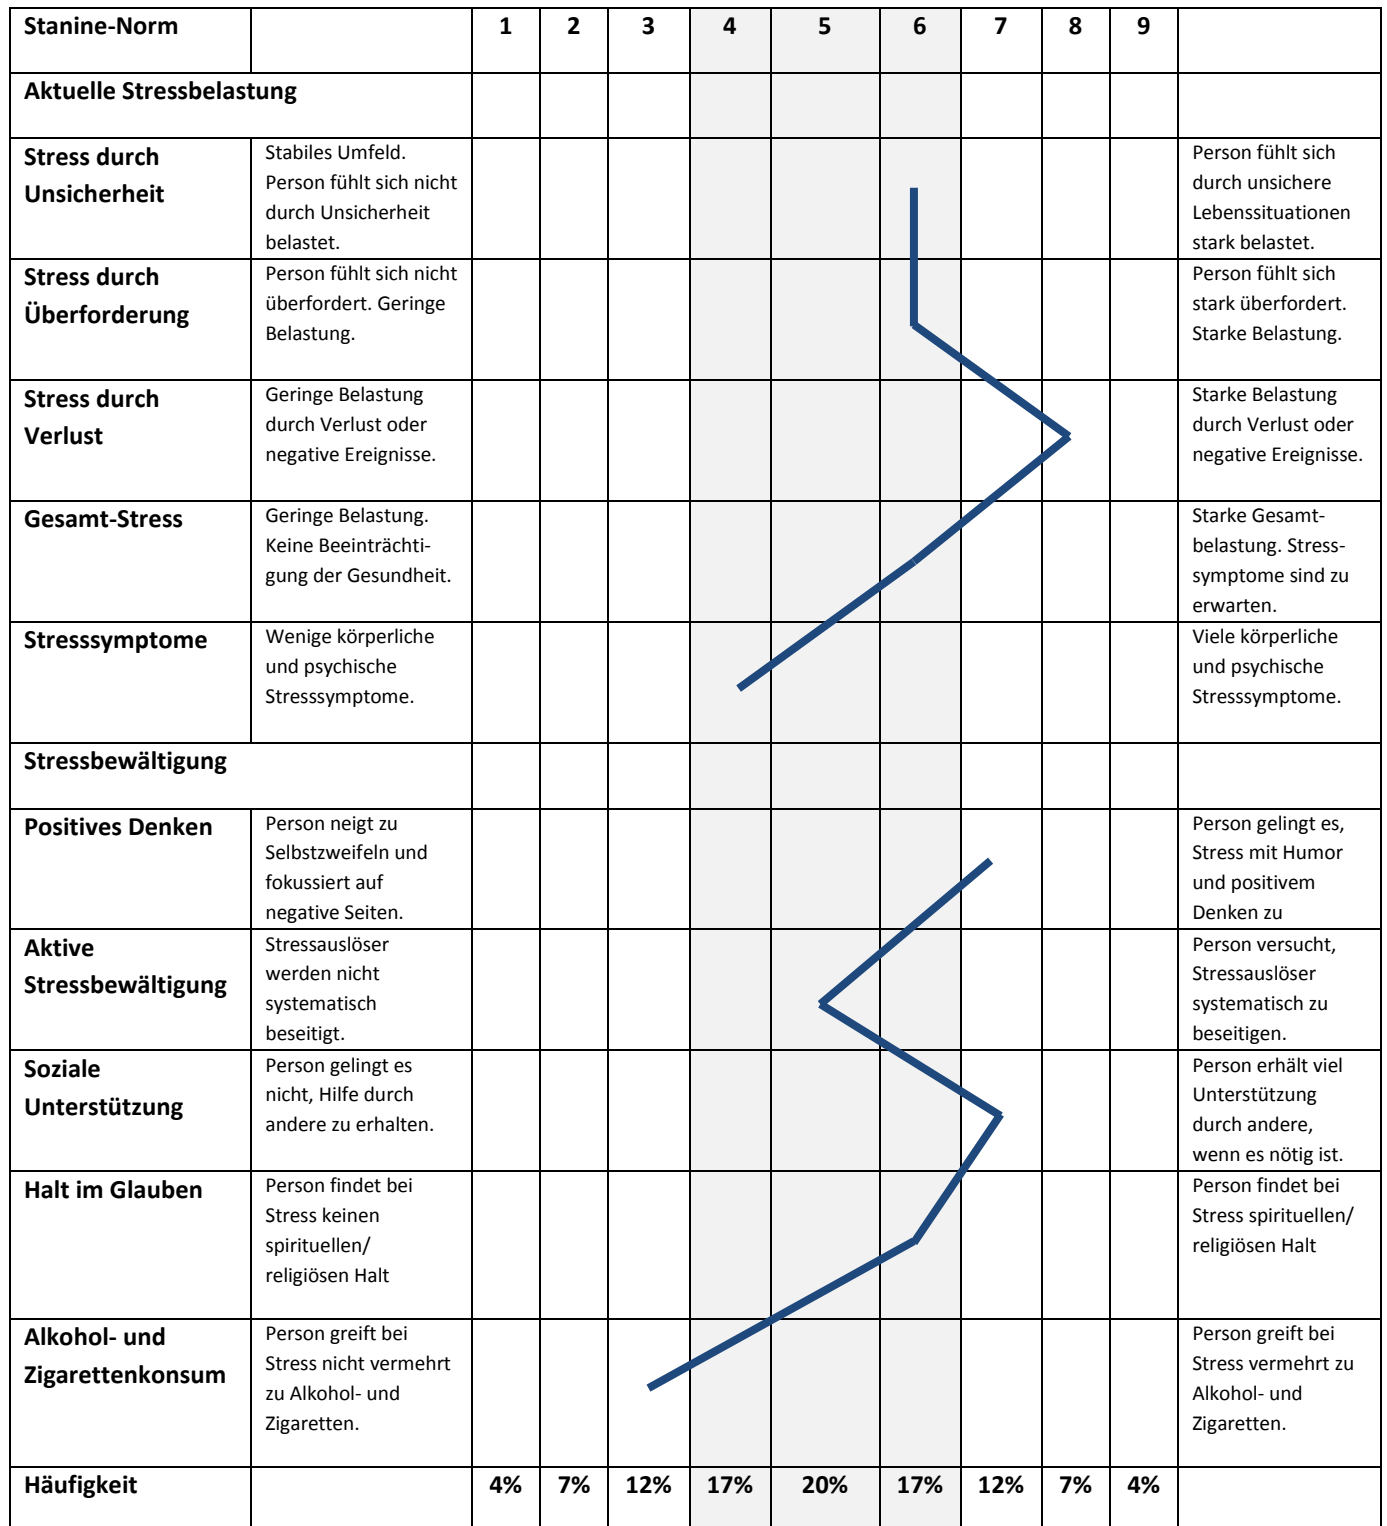 Stanine-Norm 1 2 3 4 5 6 7 8 9
Aktuelle Stressbelastung
Stress durch
Unsicherheit
Stabiles Umfeld.
Person fühlt sich nicht
durch Unsicherheit
belastet.
Person fühlt sich
durch unsichere
Lebenssituationen
stark belastet.
Stress durch
Überforderung
Person fühlt sich nicht
überfordert. Geringe
Belastung.
Person fühlt sich
stark überfordert.
Starke Belastung.
Stress durch
Verlust
Geringe Belastung
durch Verlust oder
negative Ereignisse.
Starke Belastung
durch Verlust oder
negative Ereignisse.
Gesamt-Stress
Geringe Belastung.
Keine Beeinträchti-
gung der Gesundheit.
Starke Gesamt-
belastung. Stress-
symptome sind zu
erwarten.
Stresssymptome
Wenige körperliche
und psychische
Stresssymptome.
Viele körperliche
und psychische
Stresssymptome.
Stressbewältigung
Positives Denken
Person neigt zu
Selbstzweifeln und
fokussiert auf
negative Seiten.
Person gelingt es,
Stress mit Humor
und positivem
Denken zu
Aktive
Stressbewältigung
Stressauslöser
werden nicht
systematisch
beseitigt.
Person versucht,
Stressauslöser
systematisch zu
beseitigen.
Soziale
Unterstützung
Person gelingt es
nicht, Hilfe durch
andere zu erhalten.
Person erhält viel
Unterstützung
durch andere,
wenn es nötig ist.
Halt im Glauben
Person findet bei
Stress keinen
spirituellen/
religiösen Halt
Person findet bei
Stress spirituellen/
religiösen Halt
Alkohol- und
Zigarettenkonsum
Person greift bei
Stress nicht vermehrt
zu Alkohol- und
Zigaretten.
Person greift bei
Stress vermehrt zu
Alkohol- und
Zigaretten.
Häufigkeit 4% 7% 12% 17% 20% 17% 12% 7% 4%